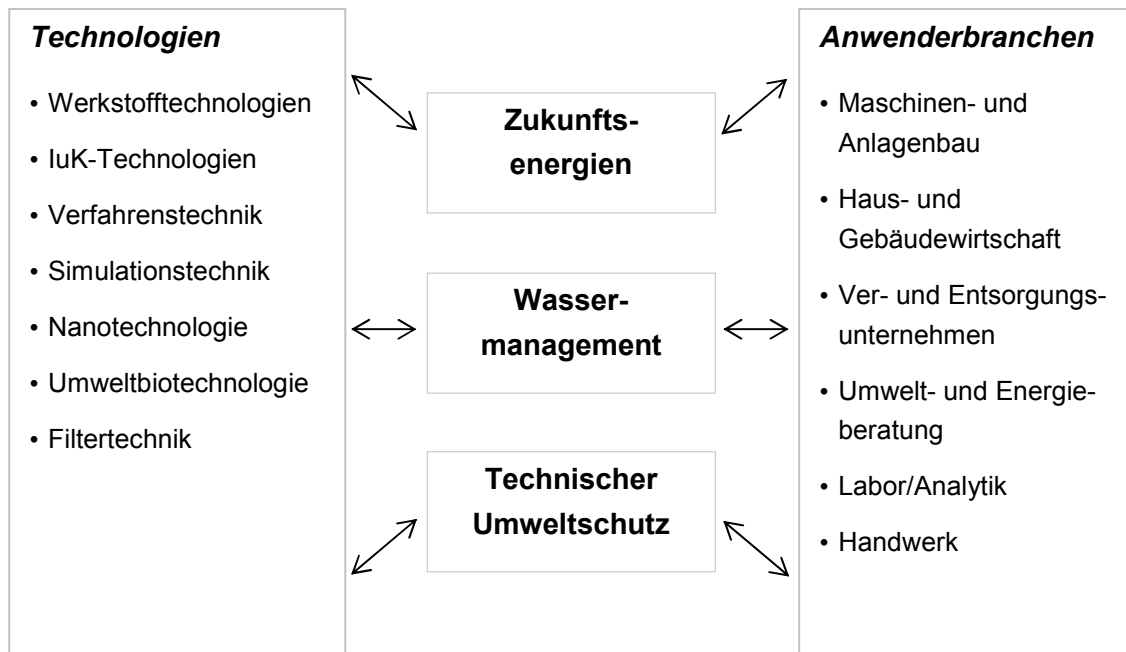 Technologien
• Werkstofftechnologien
• IuK-Technologien
• Verfahrenstechnik
• Simulationstechnik
• Nanotechnologie
• Umweltbiotechnologie
• Filtertechnik
Zukunfts-
energien
Wasser-
management
Technischer
Umweltschutz
Anwenderbranchen
• Maschinen- und
Anlagenbau
• Haus- und
Gebäudewirtschaft
• Ver- und Entsorgungs-
unternehmen
• Umwelt- und Energie-
beratung
• Labor/Analytik
• Handwerk